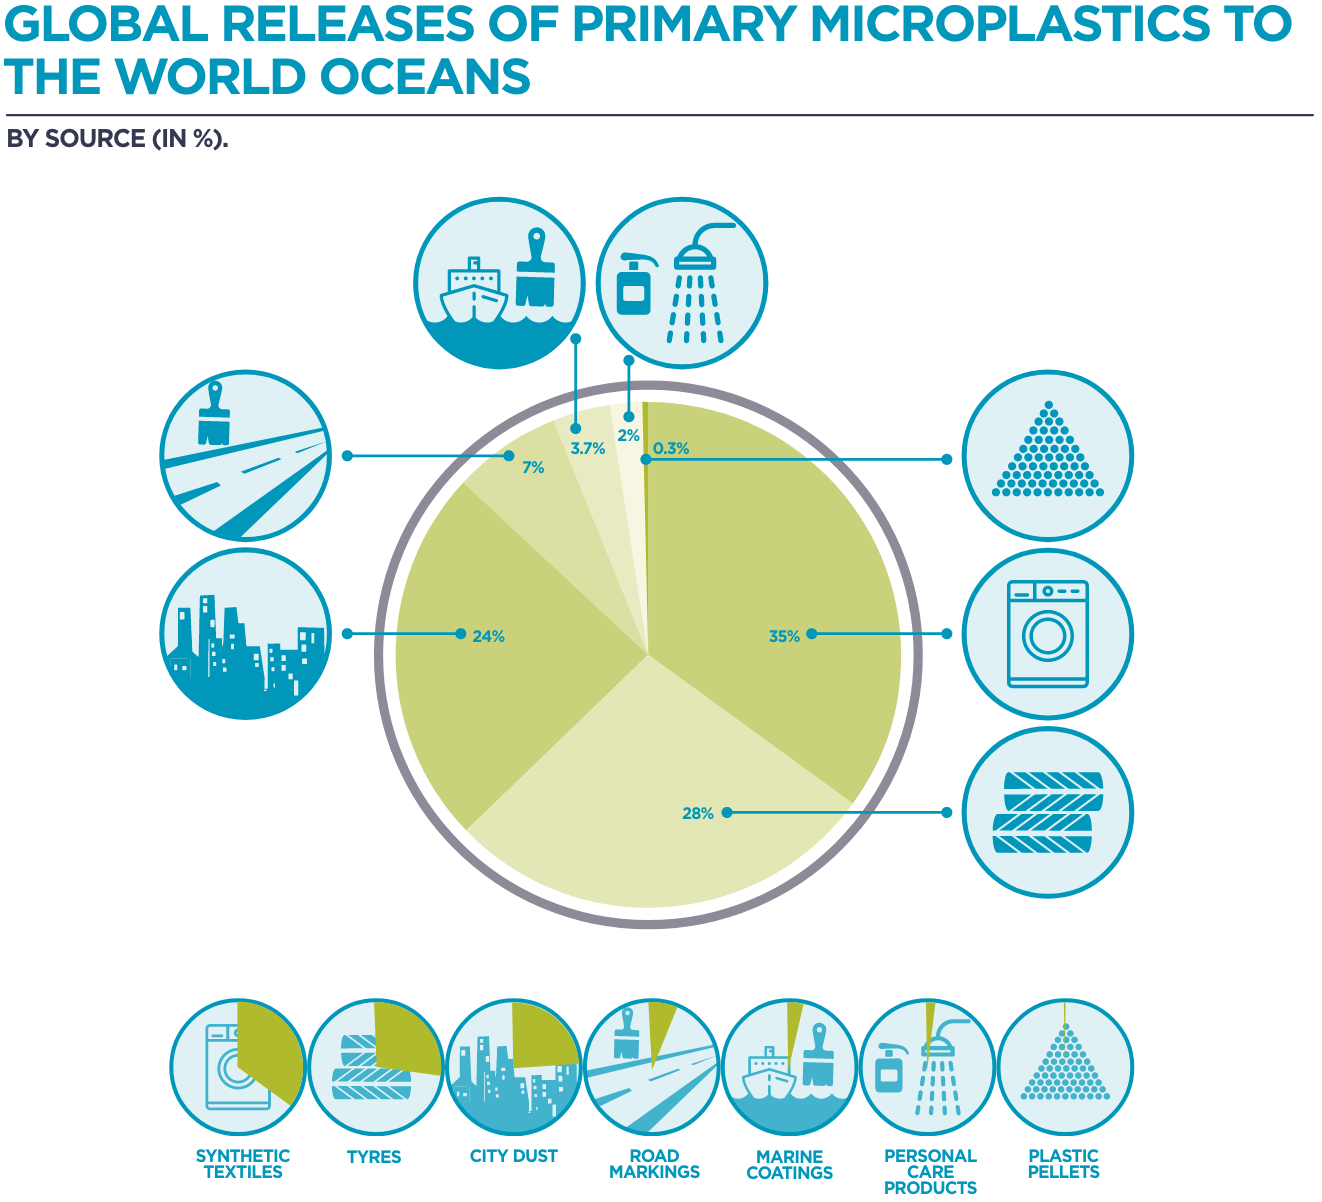 GLOBAL RELEASES OF PRIMARY MICROPLASTICS TO
THE WORLD OCEANS
BY SOURCE (IN %).
2%
3.7%
0.3%
7%
24%
35%
28%
SYNTHETIC
TEXTILES
TYRES
CITY DUST
ROAD
MARKINGS
MARINE
COATINGS
PERSONAL
CARE
PRODUCTS
PLASTIC
PELLETS